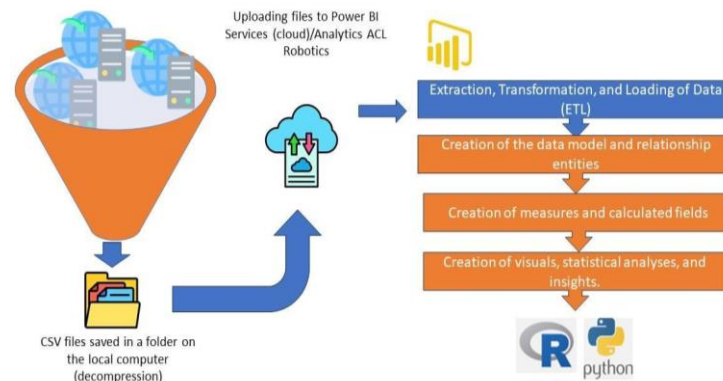 Uploading files to Power BI
Services (cloud)/Analytics ACL
Robotics
Extraction, Transformation, and Loading of Data
(ETL)
Creation of the data model and relationship
entities
Creation of measures and calculated fields
Creation of visuals, statistical analyses, and
insights.
CSV files saved in a folder on
the local computer
(decompression)
R
python